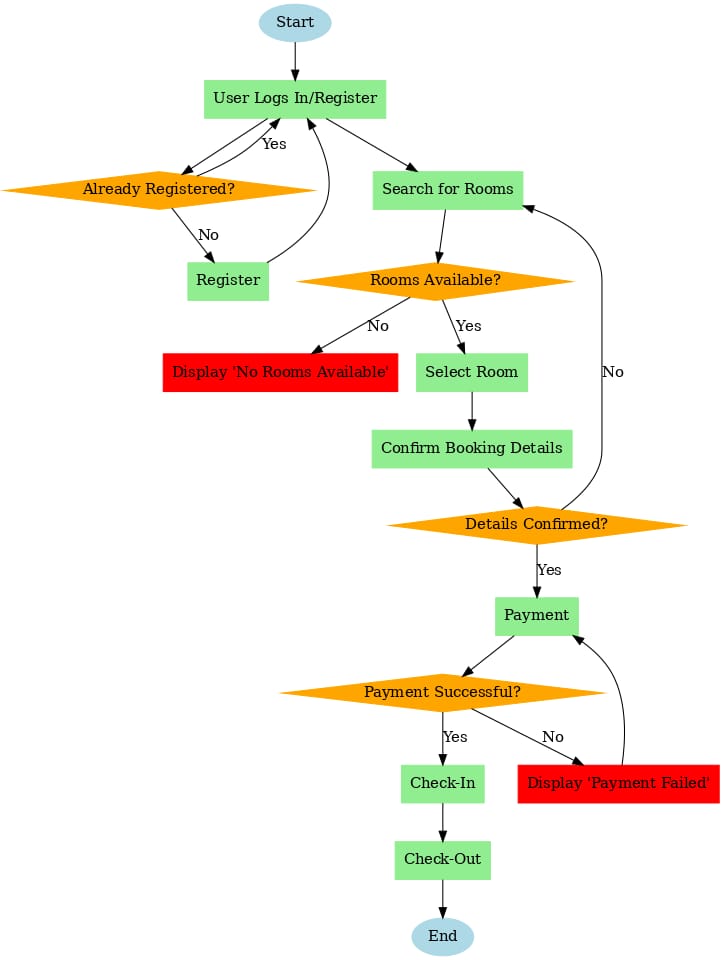 Start
User Logs In/Register
Yes
Already Registered?
Search for Rooms
No
Register
Rooms Available?
No
Yes
Display 'No Rooms Available'
Select Room
No
Confirm Booking Details
Details Confirmed?
Yes
Payment
Payment Successful?
Yes
No
Check-In
Display 'Payment Failed'
Check-Out
End